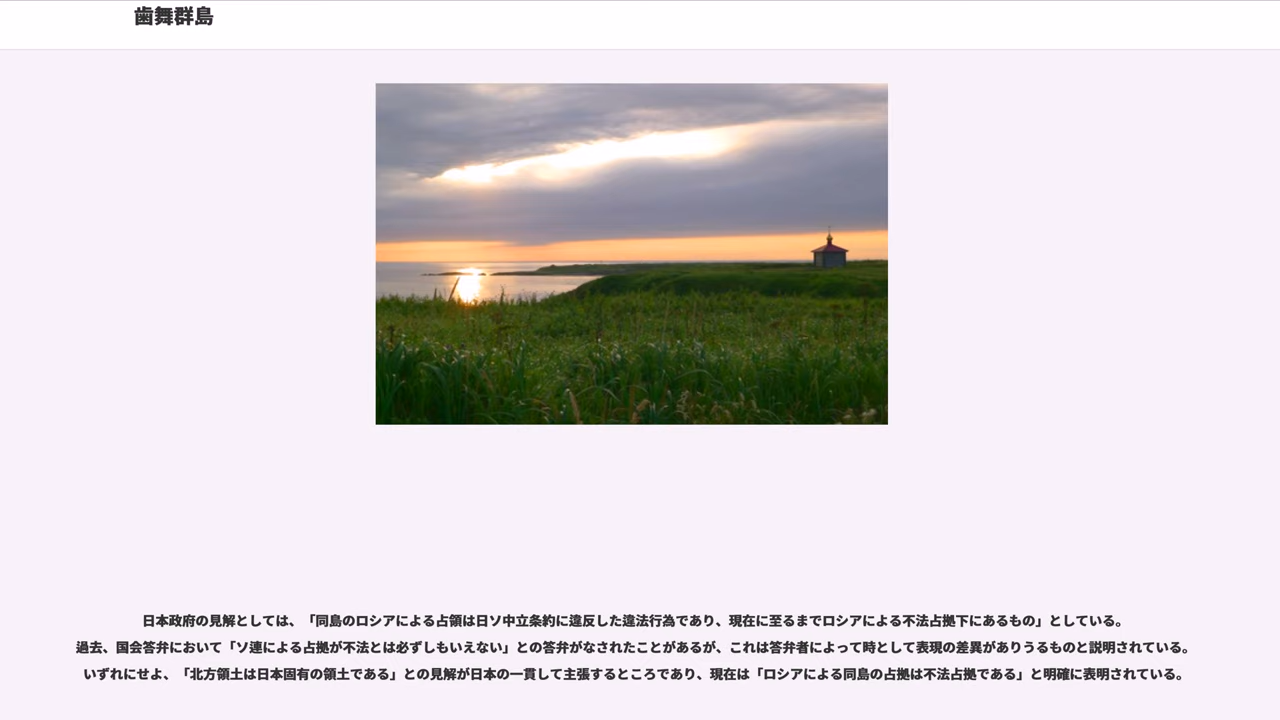 歯舞群島
日本政府の見解としては、「同島のロシアによる占領は日ソ中立条約に違反した違法行為であり、現在に至るまでロシアによる不法占拠下にあるもの」としている。
過去、国会答弁において「ソ連による占拠が不法とは必ずしもいえない」との答弁がなされたことがあるが、これは答弁者によって時として表現の差異がありうるものと説明されている。
いずれにせよ、「北方領土は日本固有の領土である」との見解が日本の一貫して主張するところであり、現在は「ロシアによる同島の占拠は不法占拠である」と明確に表明されている。